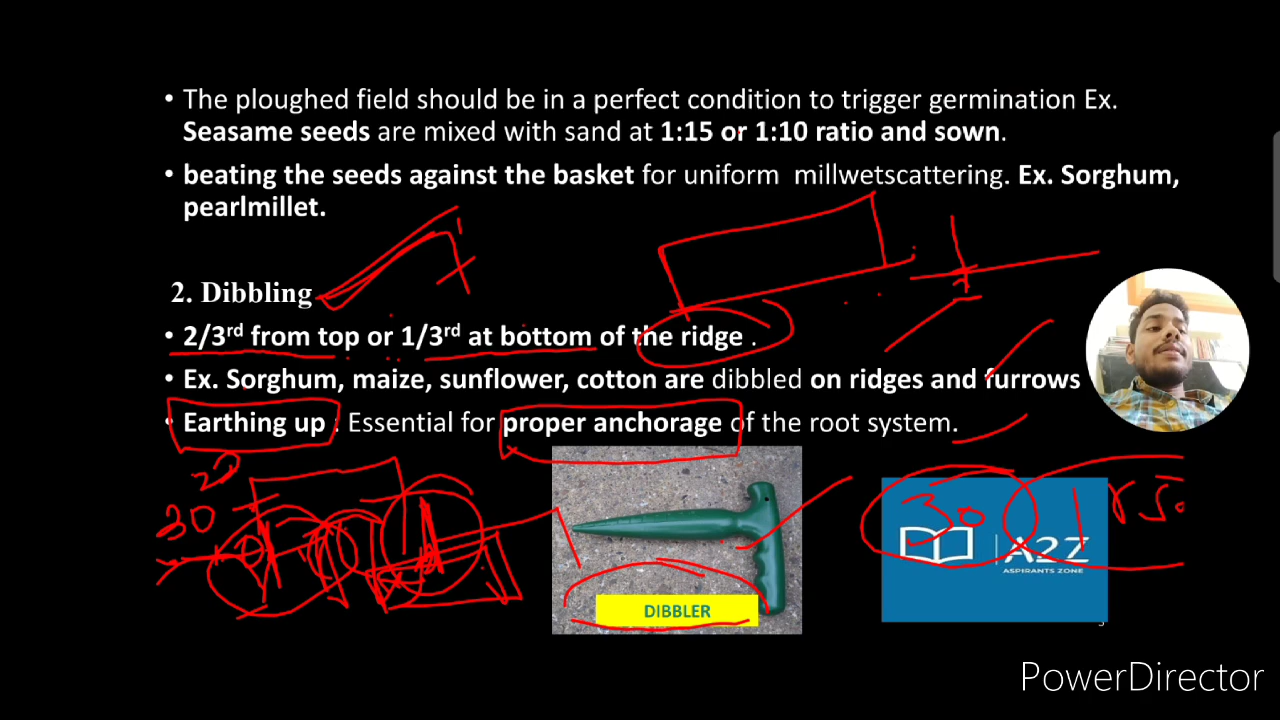 • The ploughed field should be in a perfect condition to trigger germination Ex.
Seasame seeds are mixed with sand at 1:15 or 1:10 ratio and sown.
• beating the seeds against the basket for uniform millwetscattering. Ex. Sorghum,
pearlmillet.
2. Dibbling
• 2/3rd from top or 1/3rd at bottom of the ridge .
• Ex. Sorghum, maize, sunflower, cotton are dibbled on ridges and furrows
• Earthing up : Essential for proper anchorage of the root system.
20
30
DIBBLER
30
A2Z
ASPIRANTS ZONE
PowerDirector